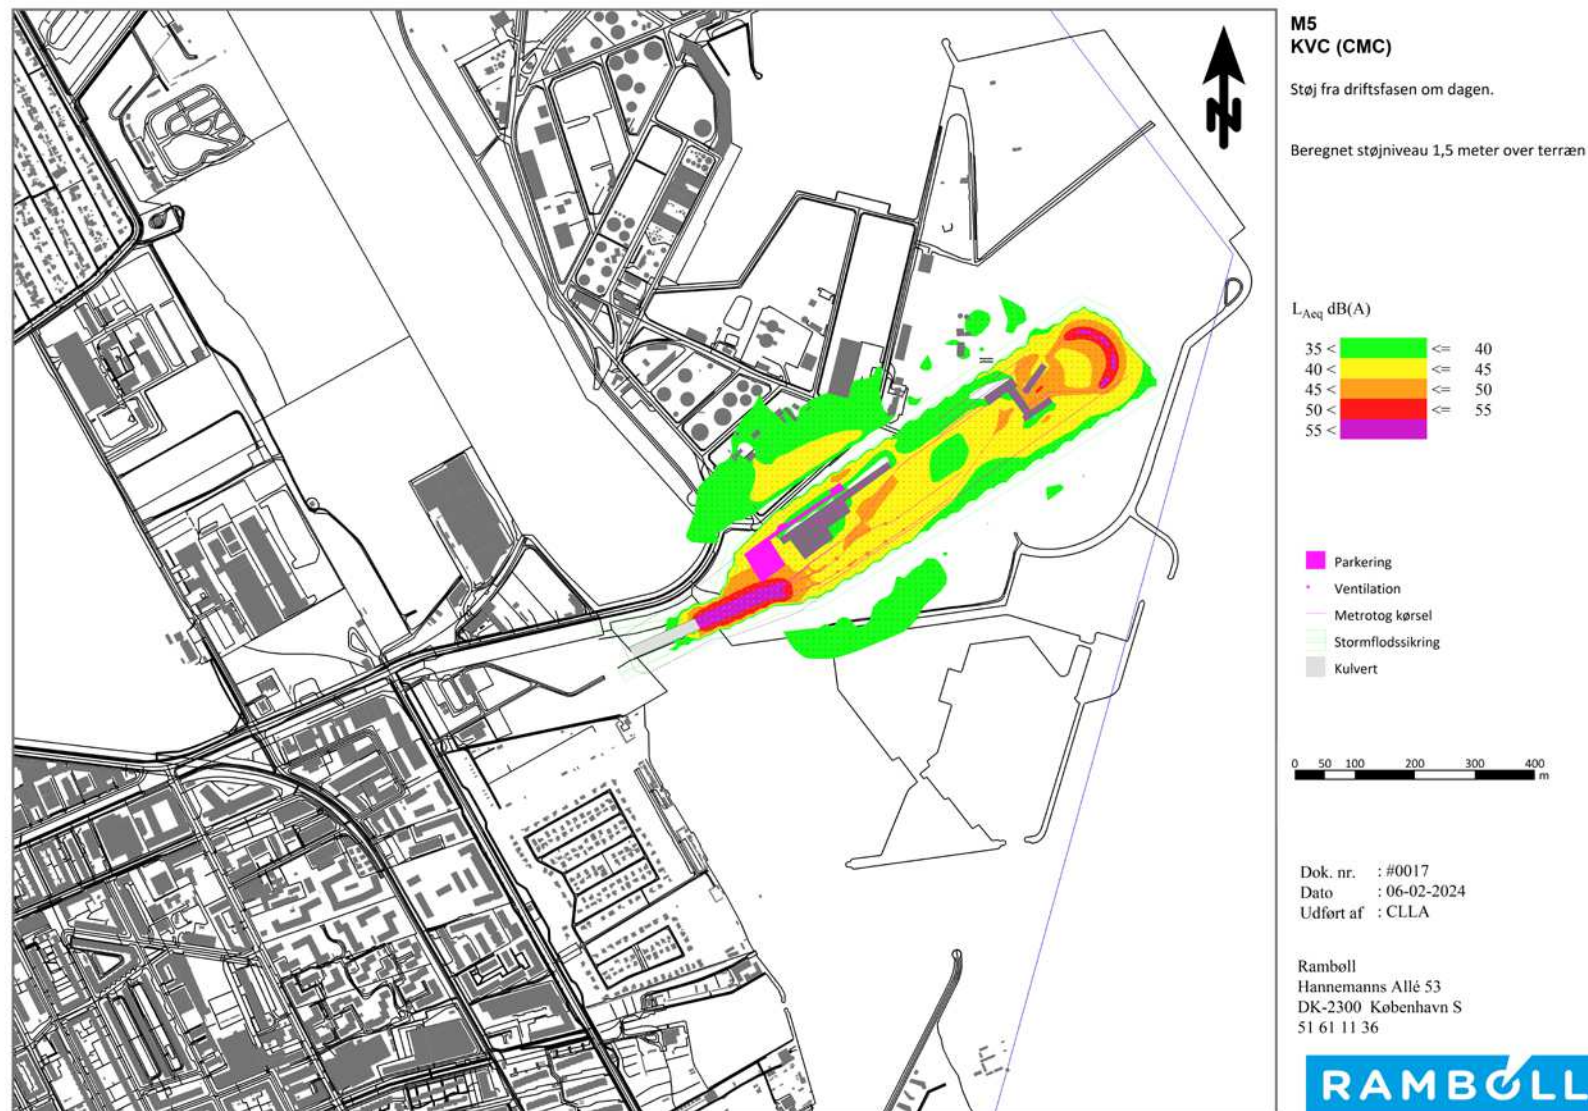 M5
KVC (CMC)
Støj fra driftsfasen om dagen.
Beregnet støjniveau 1,5 meter over terræn
N
LAeq dB(A)
35 < <= 40
40 < <= 45
45 < <= 50
50 < <= 55
55 <
Parkering
Ventilation
Metrotog kørsel
Stormflodssikring
Kulvert
0 50 100 200 300 400
m
Dok. nr. : #0017
Dato : 06-02-2024
Udført af : CLLA
Rambøll
Hannemanns Allé 53
DK-2300 København S
51 61 11 36
RAMBOLL